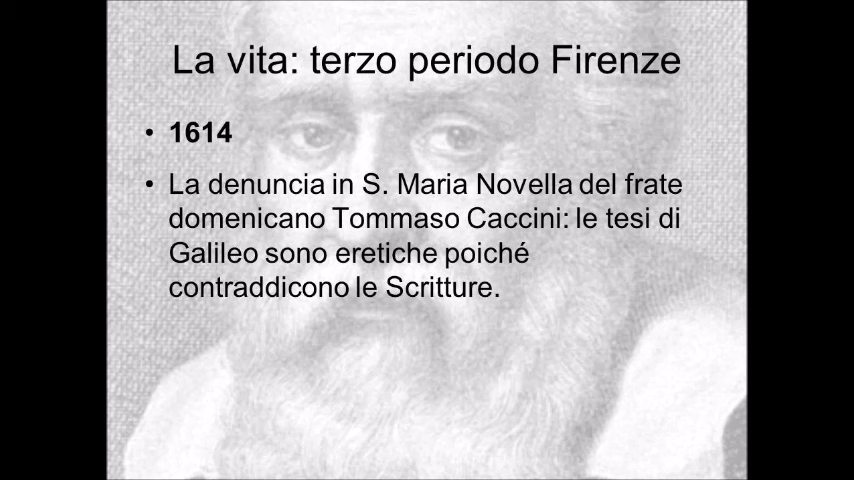 La vita: terzo periodo Firenze
• 1614
• La denuncia in S. Maria Novella del frate
domenicano Tommaso Caccini: le tesi di
Galileo sono eretiche poiché
contraddicono le Scritture.